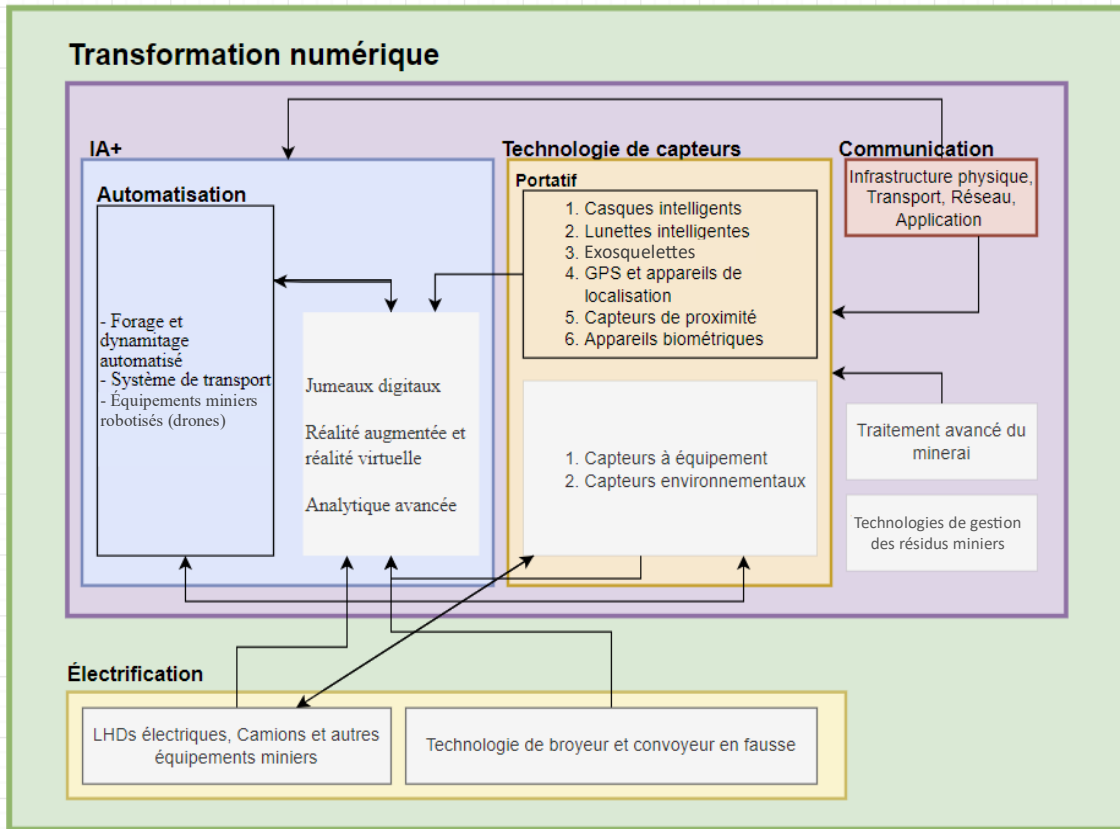 Transformation numérique
IA+
Technologie de capteurs
Communication
Automatisation
- Forage et
dynamitage
automatisé
- Système de transport
- Équipements miniers
robotisés (drones)
Jumeaux digitaux
Réalité augmentée et
réalité virtuelle
Analytique avancée
Portatif
1. Casques intelligents
2. Lunettes intelligentes
3. Exosquelettes
4. GPS et appareils de
localisation
5. Capteurs de proximité
6. Appareils biométriques
1. Capteurs à équipement
2. Capteurs environnementaux
Infrastructure physique,
Transport, Réseau,
Application
Traitement avancé du
minerai
Technologies de gestion
des résidus miniers
Électrification
LHDs électriques, Camions et autres
équipements miniers
Technologie de broyeur et convoyeur en fausse